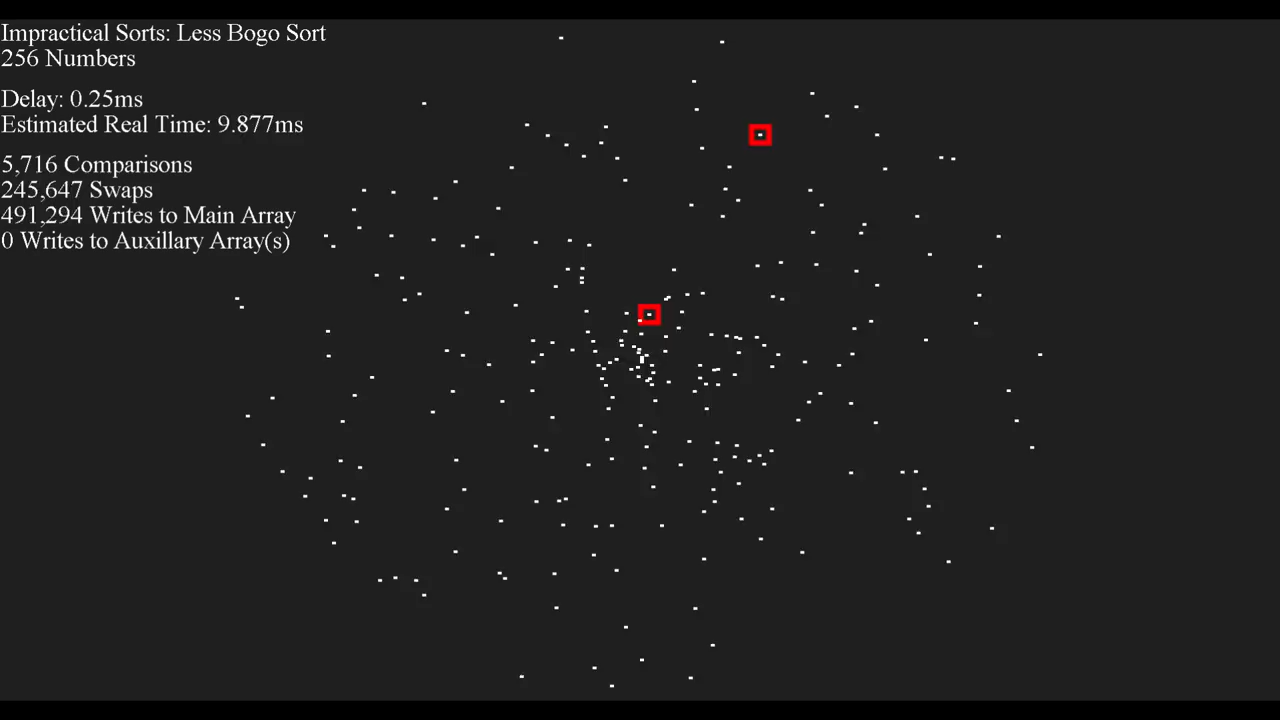 Impractical Sorts: Less Bogo Sort
256 Numbers
Delay: 0.25ms
Estimated Real Time: 9.877ms
5,716 Comparisons
245,647 Swaps
491,294 Writes to Main Array
0 Writes to Auxillary Array(s)